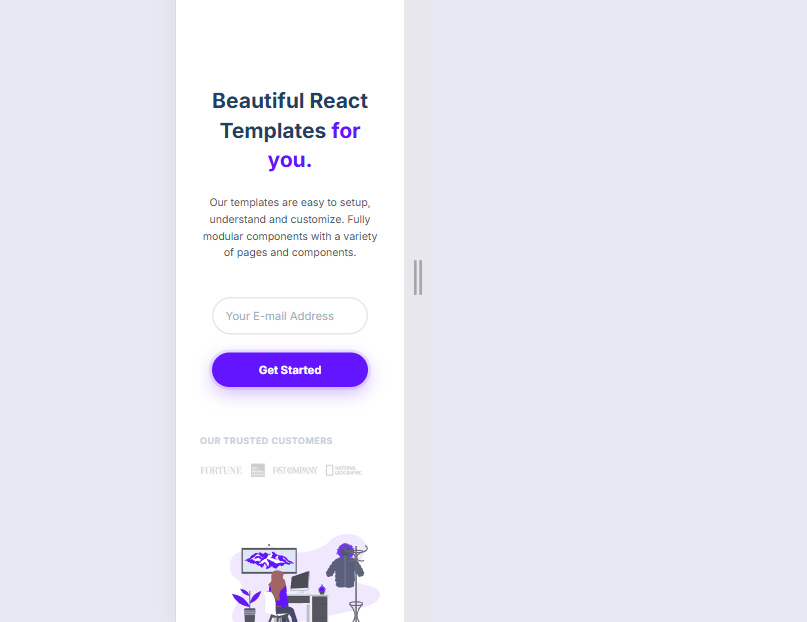 Beautiful React
Templates for
you.
Our templates are easy to setup,
understand and customize. Fully
modular components with a variety
of pages and components.
Your E-mail Address
Get Started
OUR TRUSTED CUSTOMERS
FORTUNE FAST COMPANY NATIONAL
GEOGRAPHIC